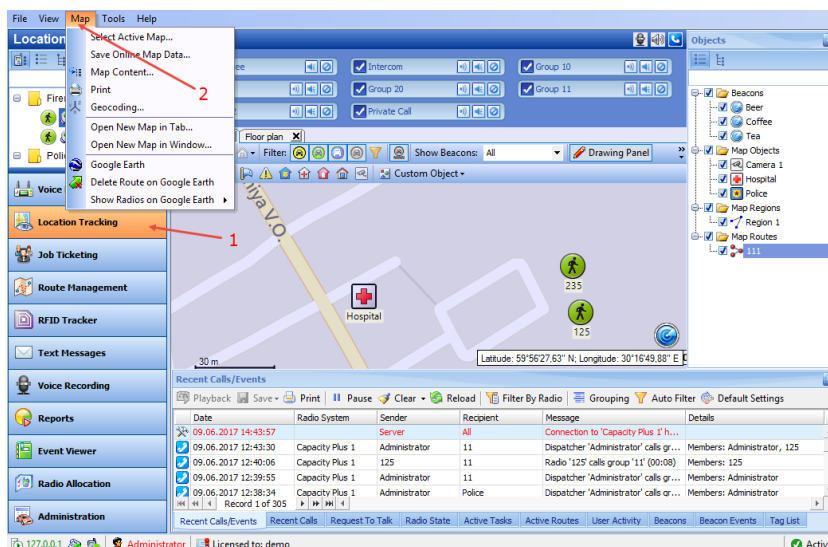 File View Map Tools Help
Location
Objects
Select Active Map...
Save Online Map Data...
Map Content...
Print
Geocoding...
Open New Map in Tab...
Open New Map in Window...
Google Earth
Delete Route on Google Earth
Show Radios on Google Earth
2
1
Intercom
Group 10
Group 20
Group 11
Private Call
Floor plan X
Filter: Show Beacons: All Drawing Panel
Custom Object
Beacons
Beer
Coffee
Tea
Map Objects
Camera 1
Hospital
Police
Map Regions
Region 1
Map Routes
111
Voice
Location Tracking
Job Ticketing
Route Management
RFID Tracker
Text Messages
Voice Recording
Reports
Event Viewer
Radio Allocation
Administration
iya V.O.
235
125
Hospital
30 m
Latitude: 59°56'27,63" N; Longitude: 30°16'49,88" E
Recent Calls/Events
Playback Save Print Pause Clear Reload Filter By Radio Grouping Auto Filter Default Settings
Date Radio System Sender Recipient Message Details
09.06.2017 14:43:57 Server All Connection to 'Capacity Plus 1' h...
09.06.2017 12:43:30 Capacity Plus 1 Administrator 11 Dispatcher 'Administrator' calls gr... Members: Administrator, 125
09.06.2017 12:40:06 Capacity Plus 1 125 11 Radio '125' calls group '11' (00:08) Members: 125
09.06.2017 12:39:55 Capacity Plus 1 Administrator 11 Dispatcher 'Administrator' calls gr... Members: Administrator
09.06.2017 12:38:34 Capacity Plus 1 Administrator Police Dispatcher 'Administrator' calls gr... Members: Administrator
Record 1 of 305
Recent Calls/Events Recent Calls Request To Talk Radio State Active Tasks Active Routes User Activity Beacons Beacon Events Tag List
127.0.0.1 Administrator Licensed to: demo Activ